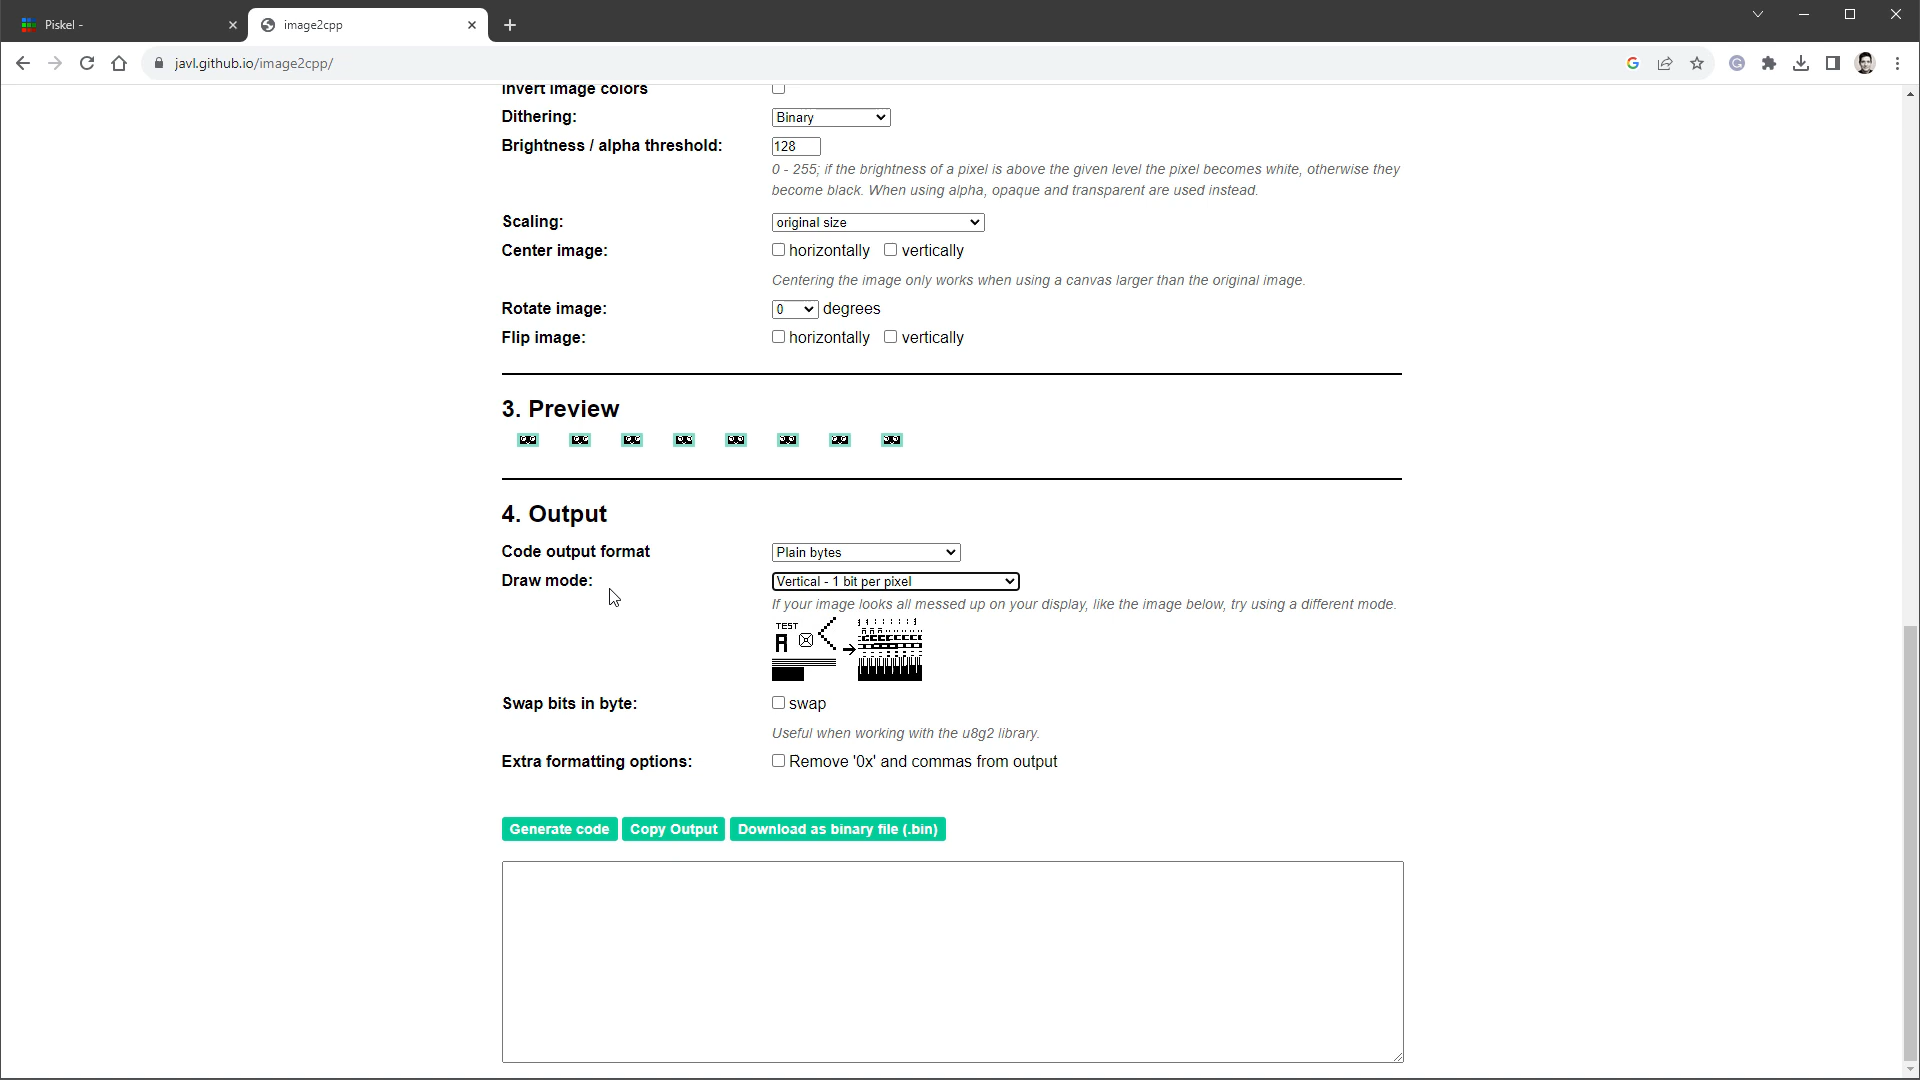 Piskel -
image2cpp
javl.github.io/image2cpp/
Invert image colors
Dithering:
Binary
Brightness / alpha threshold:
128
0 - 255; if the brightness of a pixel is above the given level the pixel becomes white, otherwise they
become black. When using alpha, opaque and transparent are used instead.
Scaling:
original size
Center image:
horizontally
vertically
Centering the image only works when using a canvas larger than the original image.
Rotate image:
0
degrees
Flip image:
horizontally
vertically
3. Preview
4. Output
Code output format
Plain bytes
Draw mode:
Vertical - 1 bit per pixel
If your image looks all messed up on your display, like the image below, try using a different mode.
TEST
A
Swap bits in byte:
swap
Useful when working with the u8g2 library.
Extra formatting options:
Remove '0x' and commas from output
Generate code
Copy Output
Download as binary file (.bin)